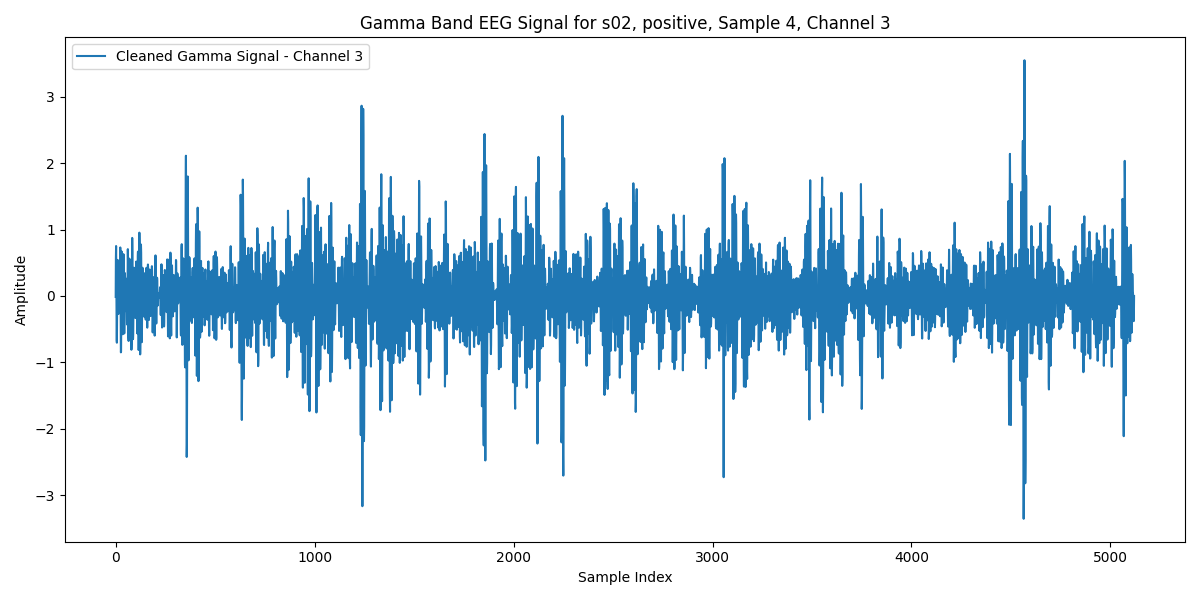 Gamma Band EEG Signal for s02, positive, Sample 4, Channel 3
Cleaned Gamma Signal - Channel 3
Amplitude
3
2
1
0
−1
−2
−3
0 1000 2000 3000 4000 5000
Sample Index